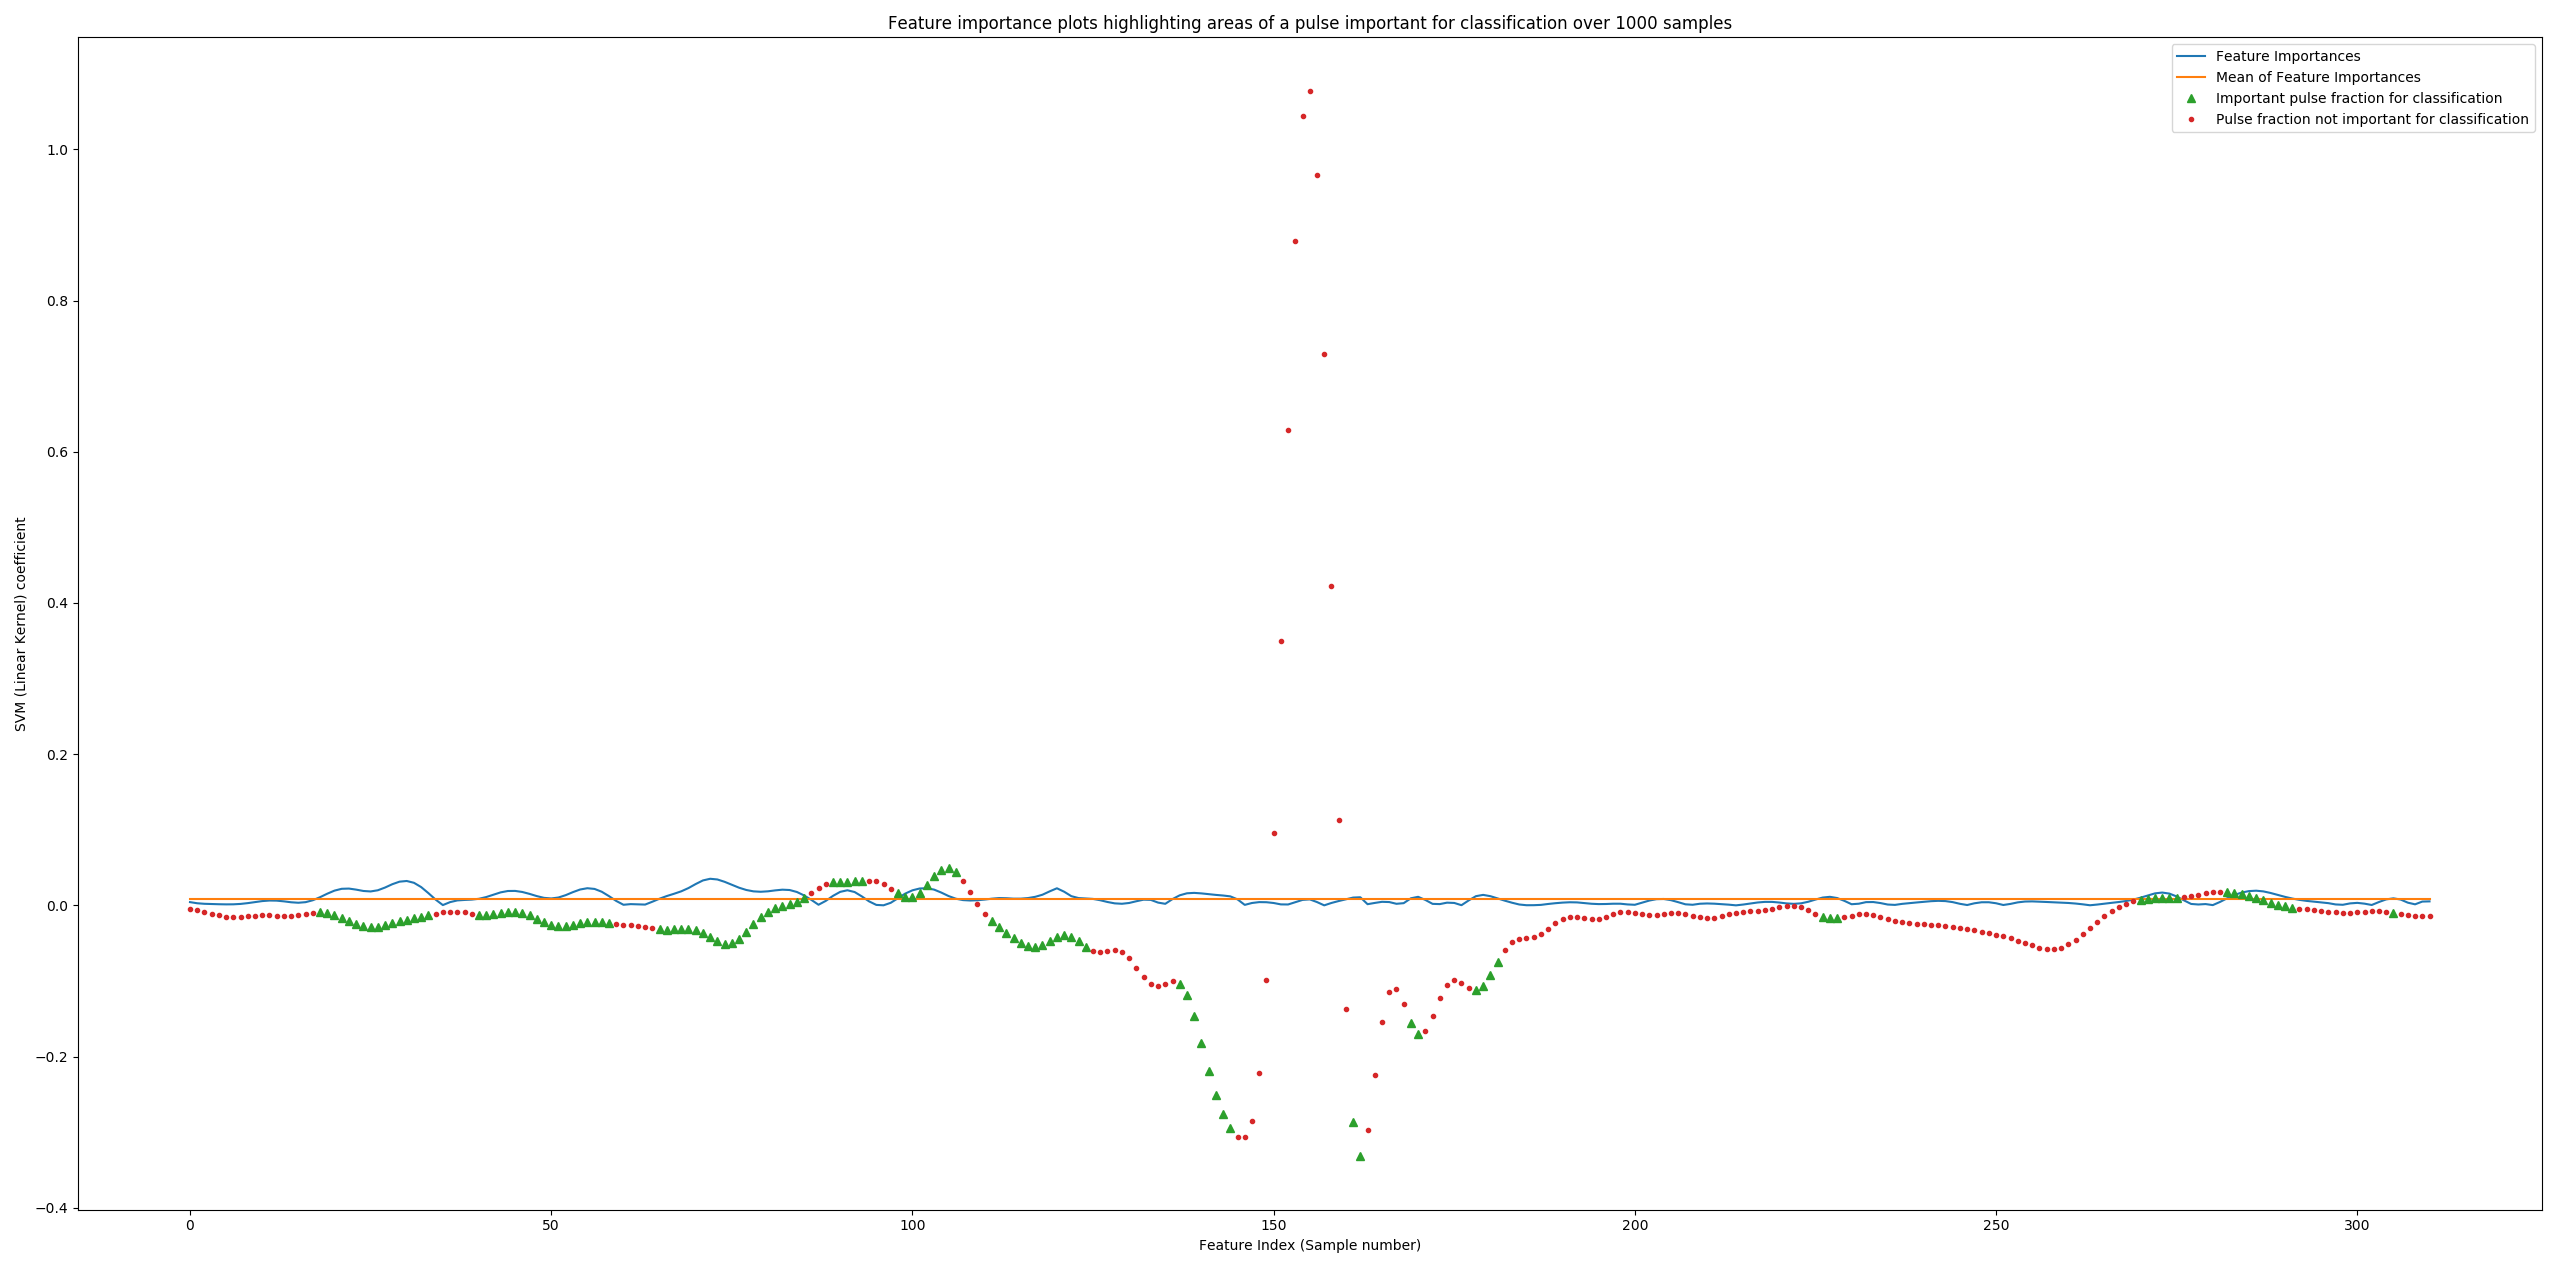 Feature importance plots highlighting areas of a pulse important for classification over 1000 samples
Feature Importances
Mean of Feature Importances
Important pulse fraction for classification
Pulse fraction not important for classification
SVM (Linear Kernel) coefficient
1.0
0.8
0.6
0.4
0.2
0.0
−0.2
−0.4
0 50 100 150 200 250 300
Feature Index (Sample number)